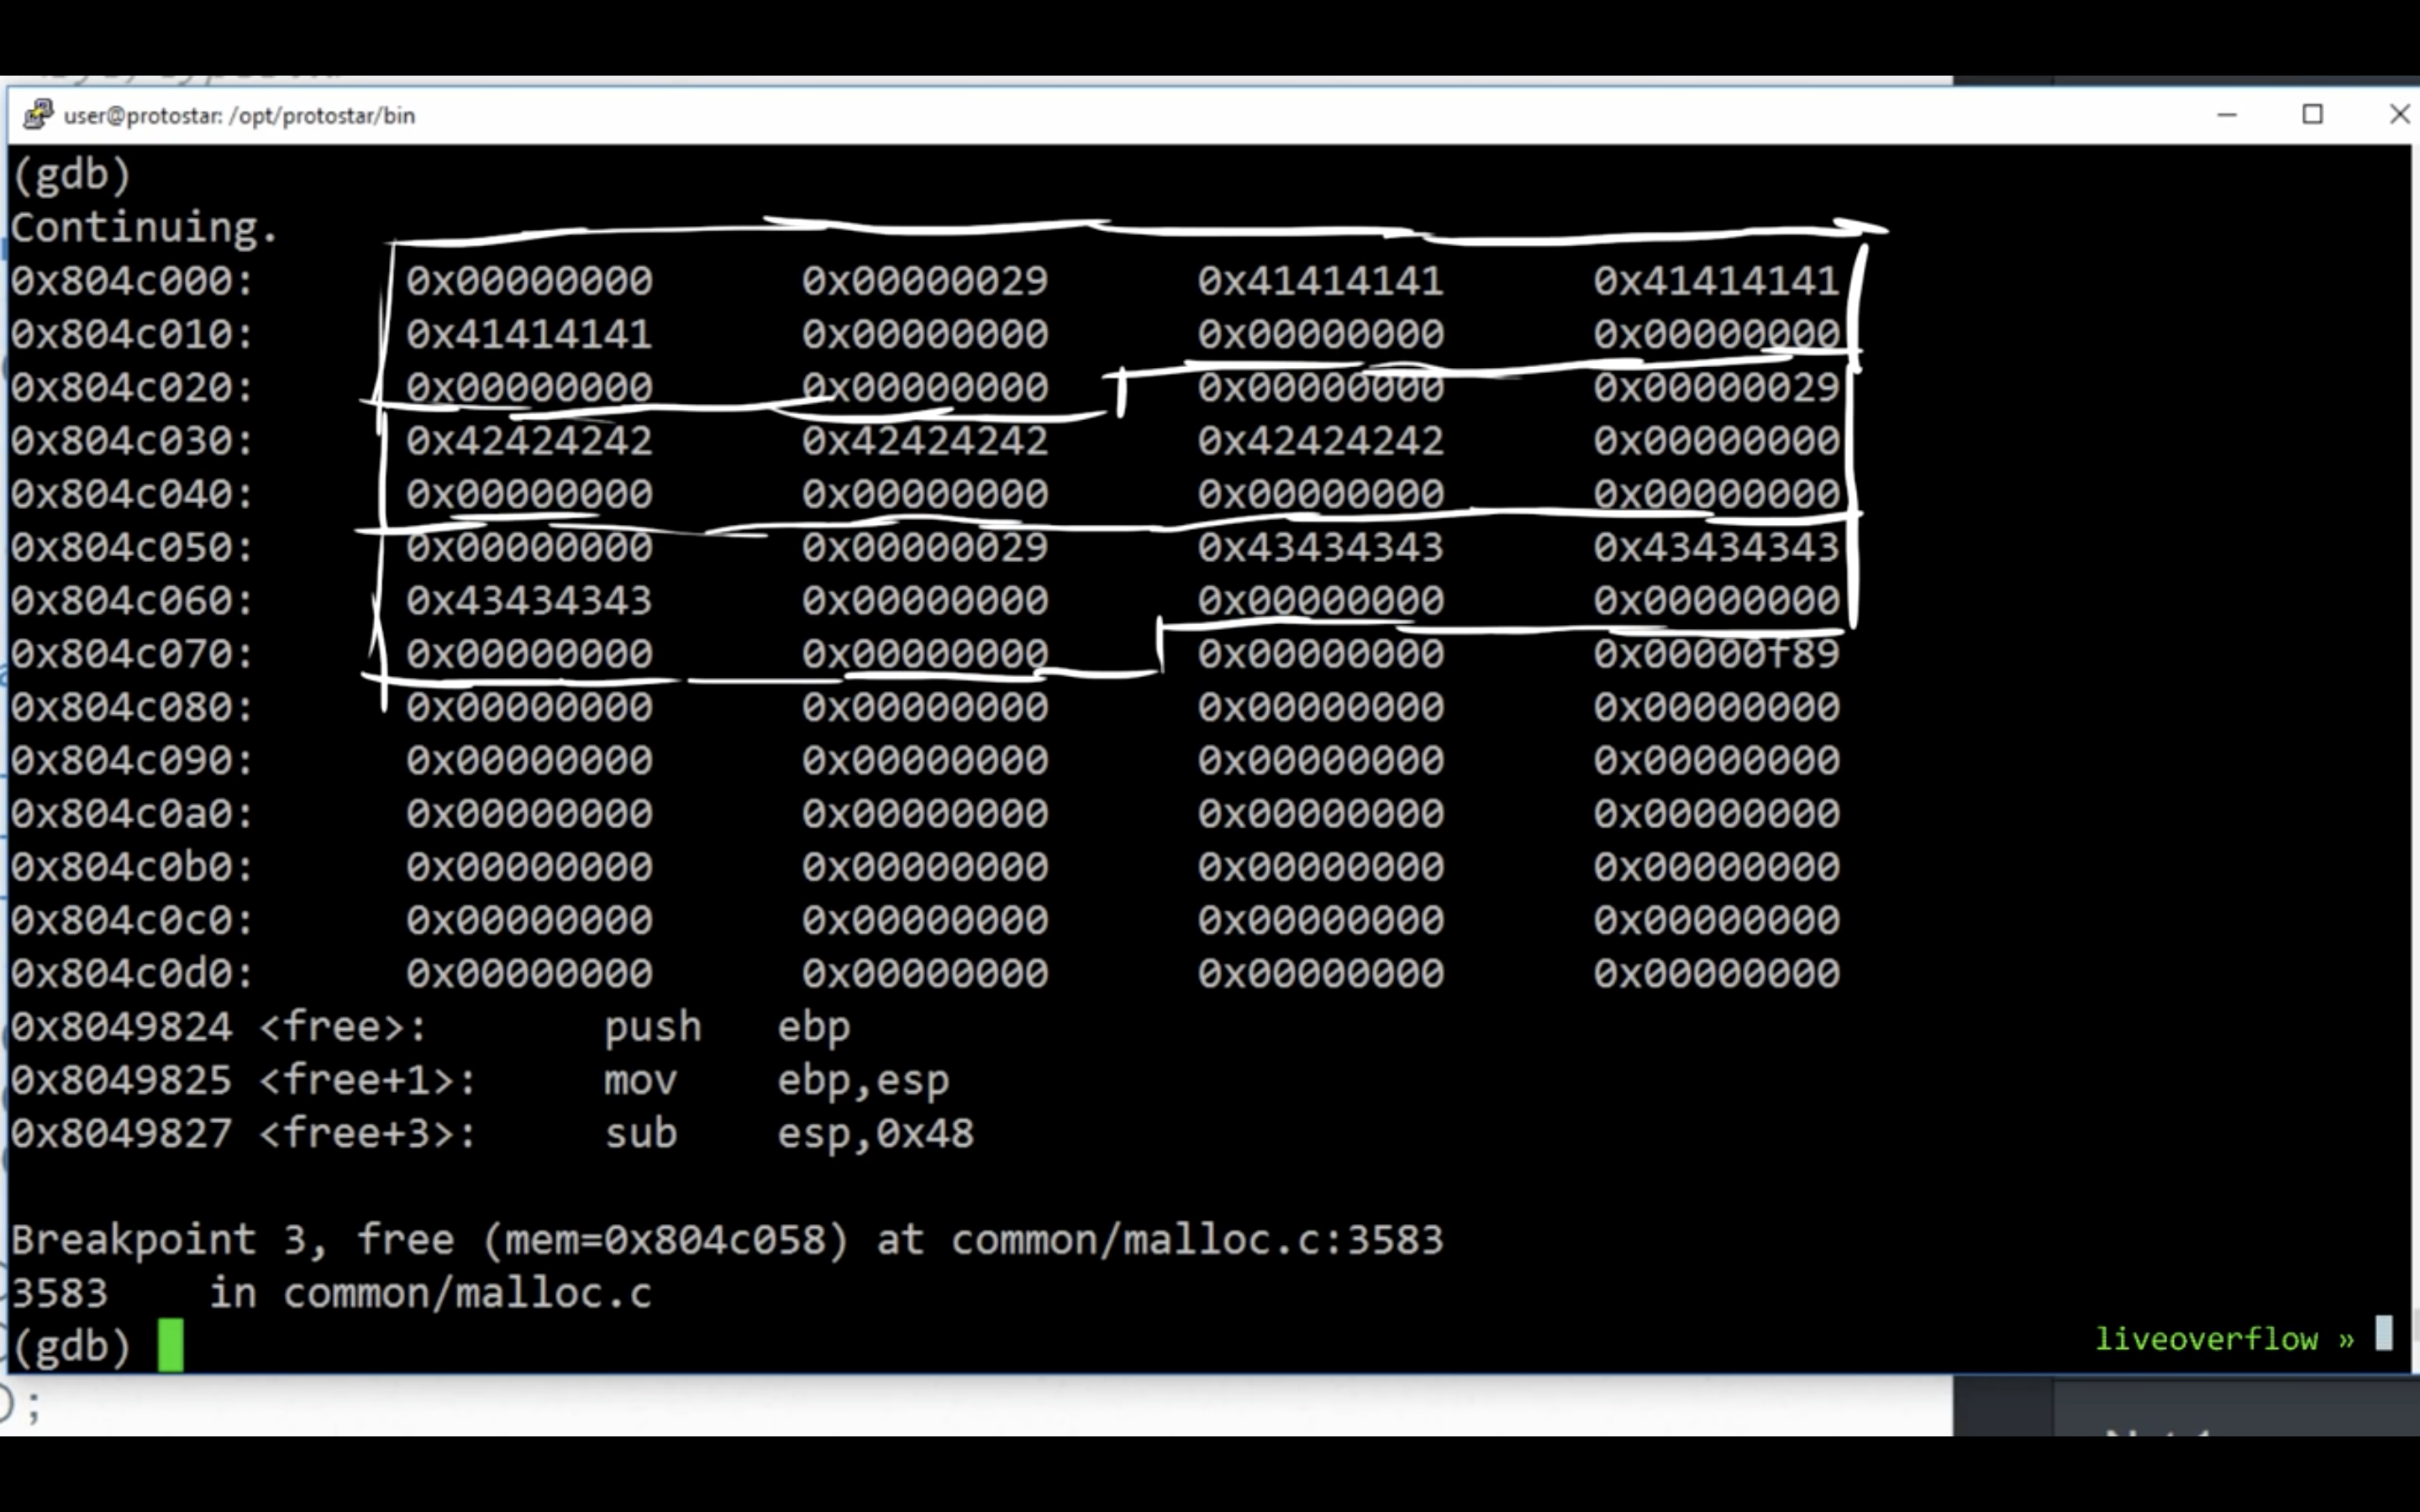 user@protostar: /opt/protostar/bin
(gdb)
Continuing.
0x804c000: 0x00000000 0x00000029 0x41414141 0x41414141
0x804c010: 0x41414141 0x00000000 0x00000000 0x00000000
0x804c020: 0x00000000 0x00000000 0x00000000 0x00000029
0x804c030: 0x42424242 0x42424242 0x42424242 0x00000000
0x804c040: 0x00000000 0x00000000 0x00000000 0x00000000
0x804c050: 0x00000000 0x00000029 0x43434343 0x43434343
0x804c060: 0x43434343 0x00000000 0x00000000 0x00000000
0x804c070: 0x00000000 0x00000000 0x00000000 0x00000f89
0x804c080: 0x00000000 0x00000000 0x00000000 0x00000000
0x804c090: 0x00000000 0x00000000 0x00000000 0x00000000
0x804c0a0: 0x00000000 0x00000000 0x00000000 0x00000000
0x804c0b0: 0x00000000 0x00000000 0x00000000 0x00000000
0x804c0c0: 0x00000000 0x00000000 0x00000000 0x00000000
0x804c0d0: 0x00000000 0x00000000 0x00000000 0x00000000
0x8049824 <free>: push ebp
0x8049825 <free+1>: mov ebp,esp
0x8049827 <free+3>: sub esp,0x48
Breakpoint 3, free (mem=0x804c058) at common/malloc.c:3583
3583 in common/malloc.c
(gdb)
liveoverflow »
);